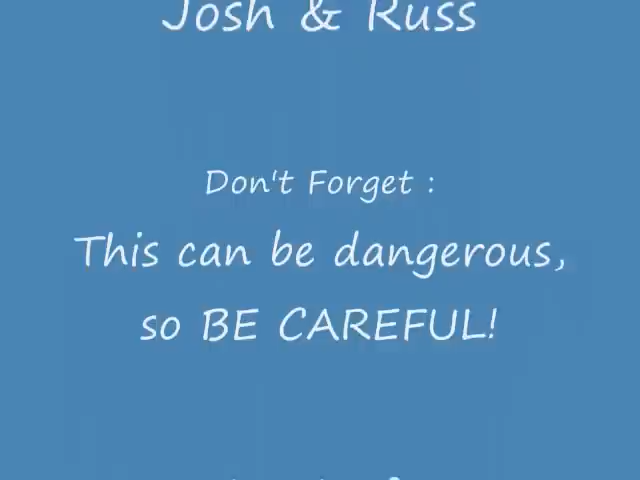 Josh & Russ
Don't Forget :
This can be dangerous,
so BE CAREFUL!